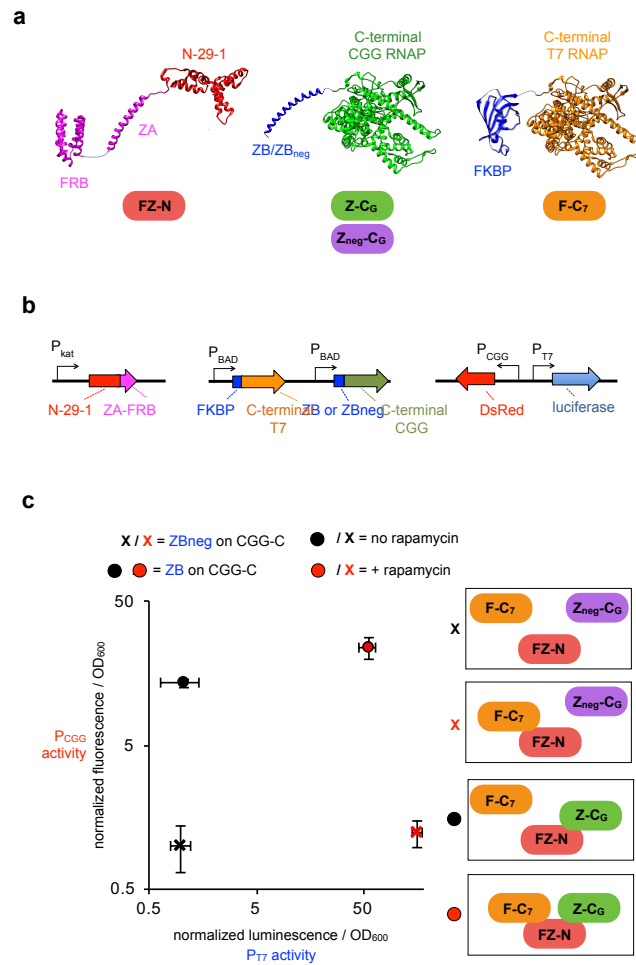 a
N-29-1
C-terminal
CGG RNAP
C-terminal
T7 RNAP
ZA
ZB/ZBneg
FRB
FKBP
FZ-N
Z-CG
F-C7
Zneg-CG
b
Pkat
PBAD
PBAD
PCGG
PT7
N-29-1
ZA-FRB
FKBP
C-terminal
T7
ZB or ZBneg
C-terminal
CGG
DsRed
luciferase
c
X / X = ZBneg on CGG-C
/ X = no rapamycin
= ZB on CGG-C
/ X = + rapamycin
50
5
0.5
PCGG
activity
normalized fluorescence / OD600
0.5
5
50
normalized luminescence / OD600
PT7 activity
X
F-C7
Zneg-CG
FZ-N
X
F-C7
Zneg-CG
FZ-N
F-C7
Z-CG
FZ-N
F-C7
Z-CG
FZ-N